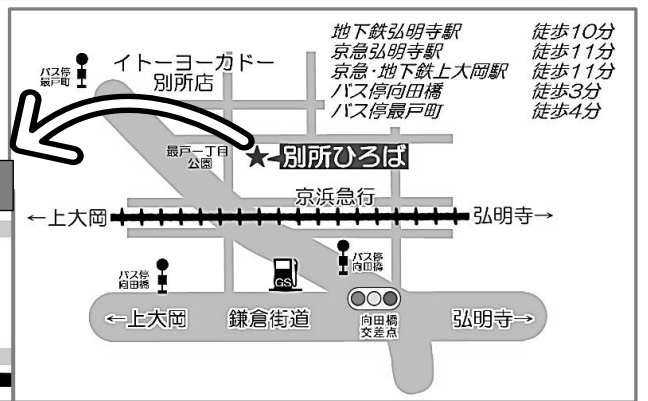 地下鉄弘明寺駅 徒歩10分
京急弘明寺駅 徒歩11分
京急・地下鉄上大岡駅 徒歩11分
バス停向田橋 徒歩3分
バス停最戸町 徒歩4分
イトーヨーカドー
別所店
バス停
最戸町
最戸一丁目
公園
★-別所ひろば
京浜急行
←上大岡
弘明寺→
バス停
向田橋
バス停
向田橋
GS
←上大岡
鎌倉街道
向田橋
交差点
弘明寺→